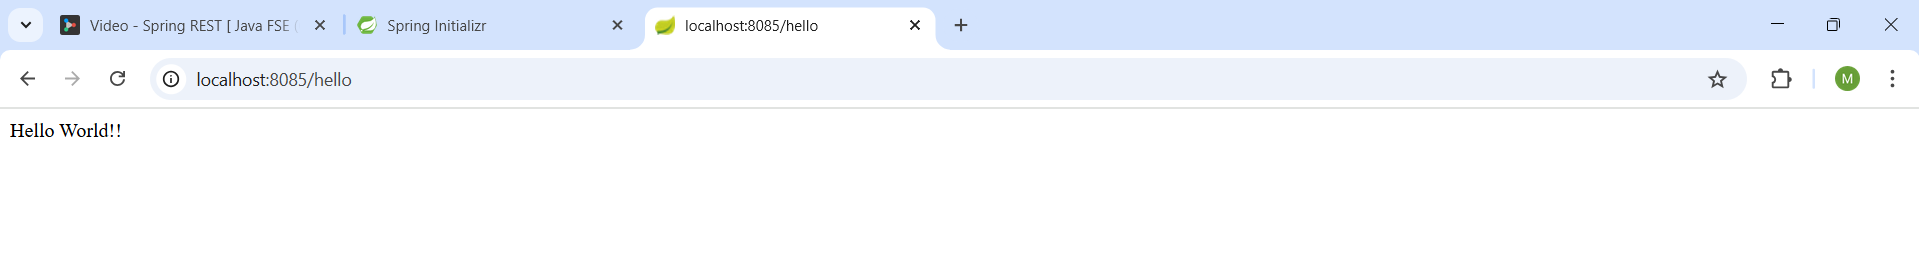 Video - Spring REST [ Java FSE (
Spring Initializr
localhost:8085/hello
localhost:8085/hello
M
Hello World!!